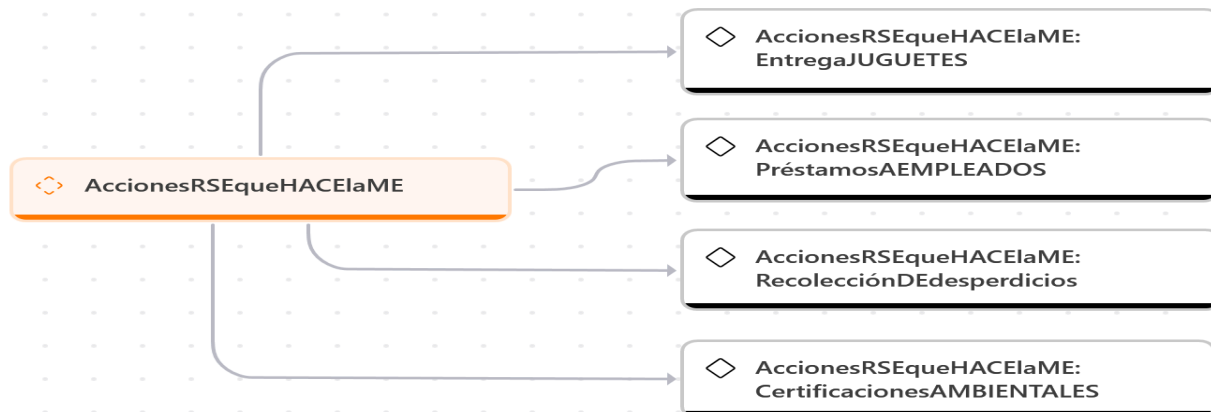 AccionesRSEqueHACElaME:
EntregaJUGUETES
AccionesRSEqueHACElaME:
PréstamosAEMPLEADOS
AccionesRSEqueHACElaME
AccionesRSEqueHACElaME:
RecolecciónDEdesperdicios
AccionesRSEqueHACElaME:
CertificacionesAMBIENTALES